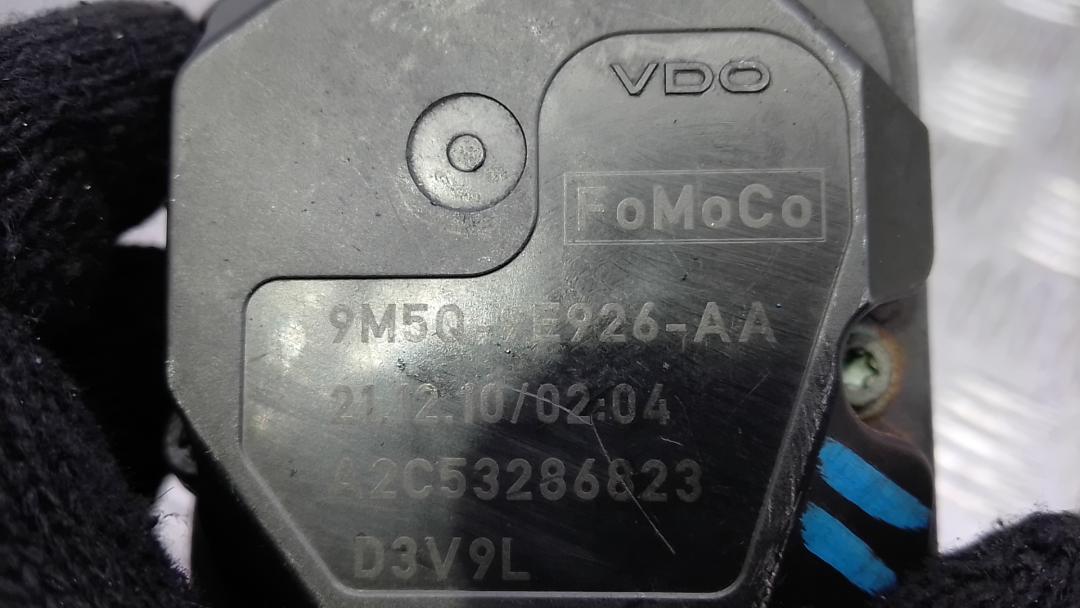 VDO
FoMoCo
9M5Q-9E926-AA
21.12.10/02:04
A2C53286823
D3V9L